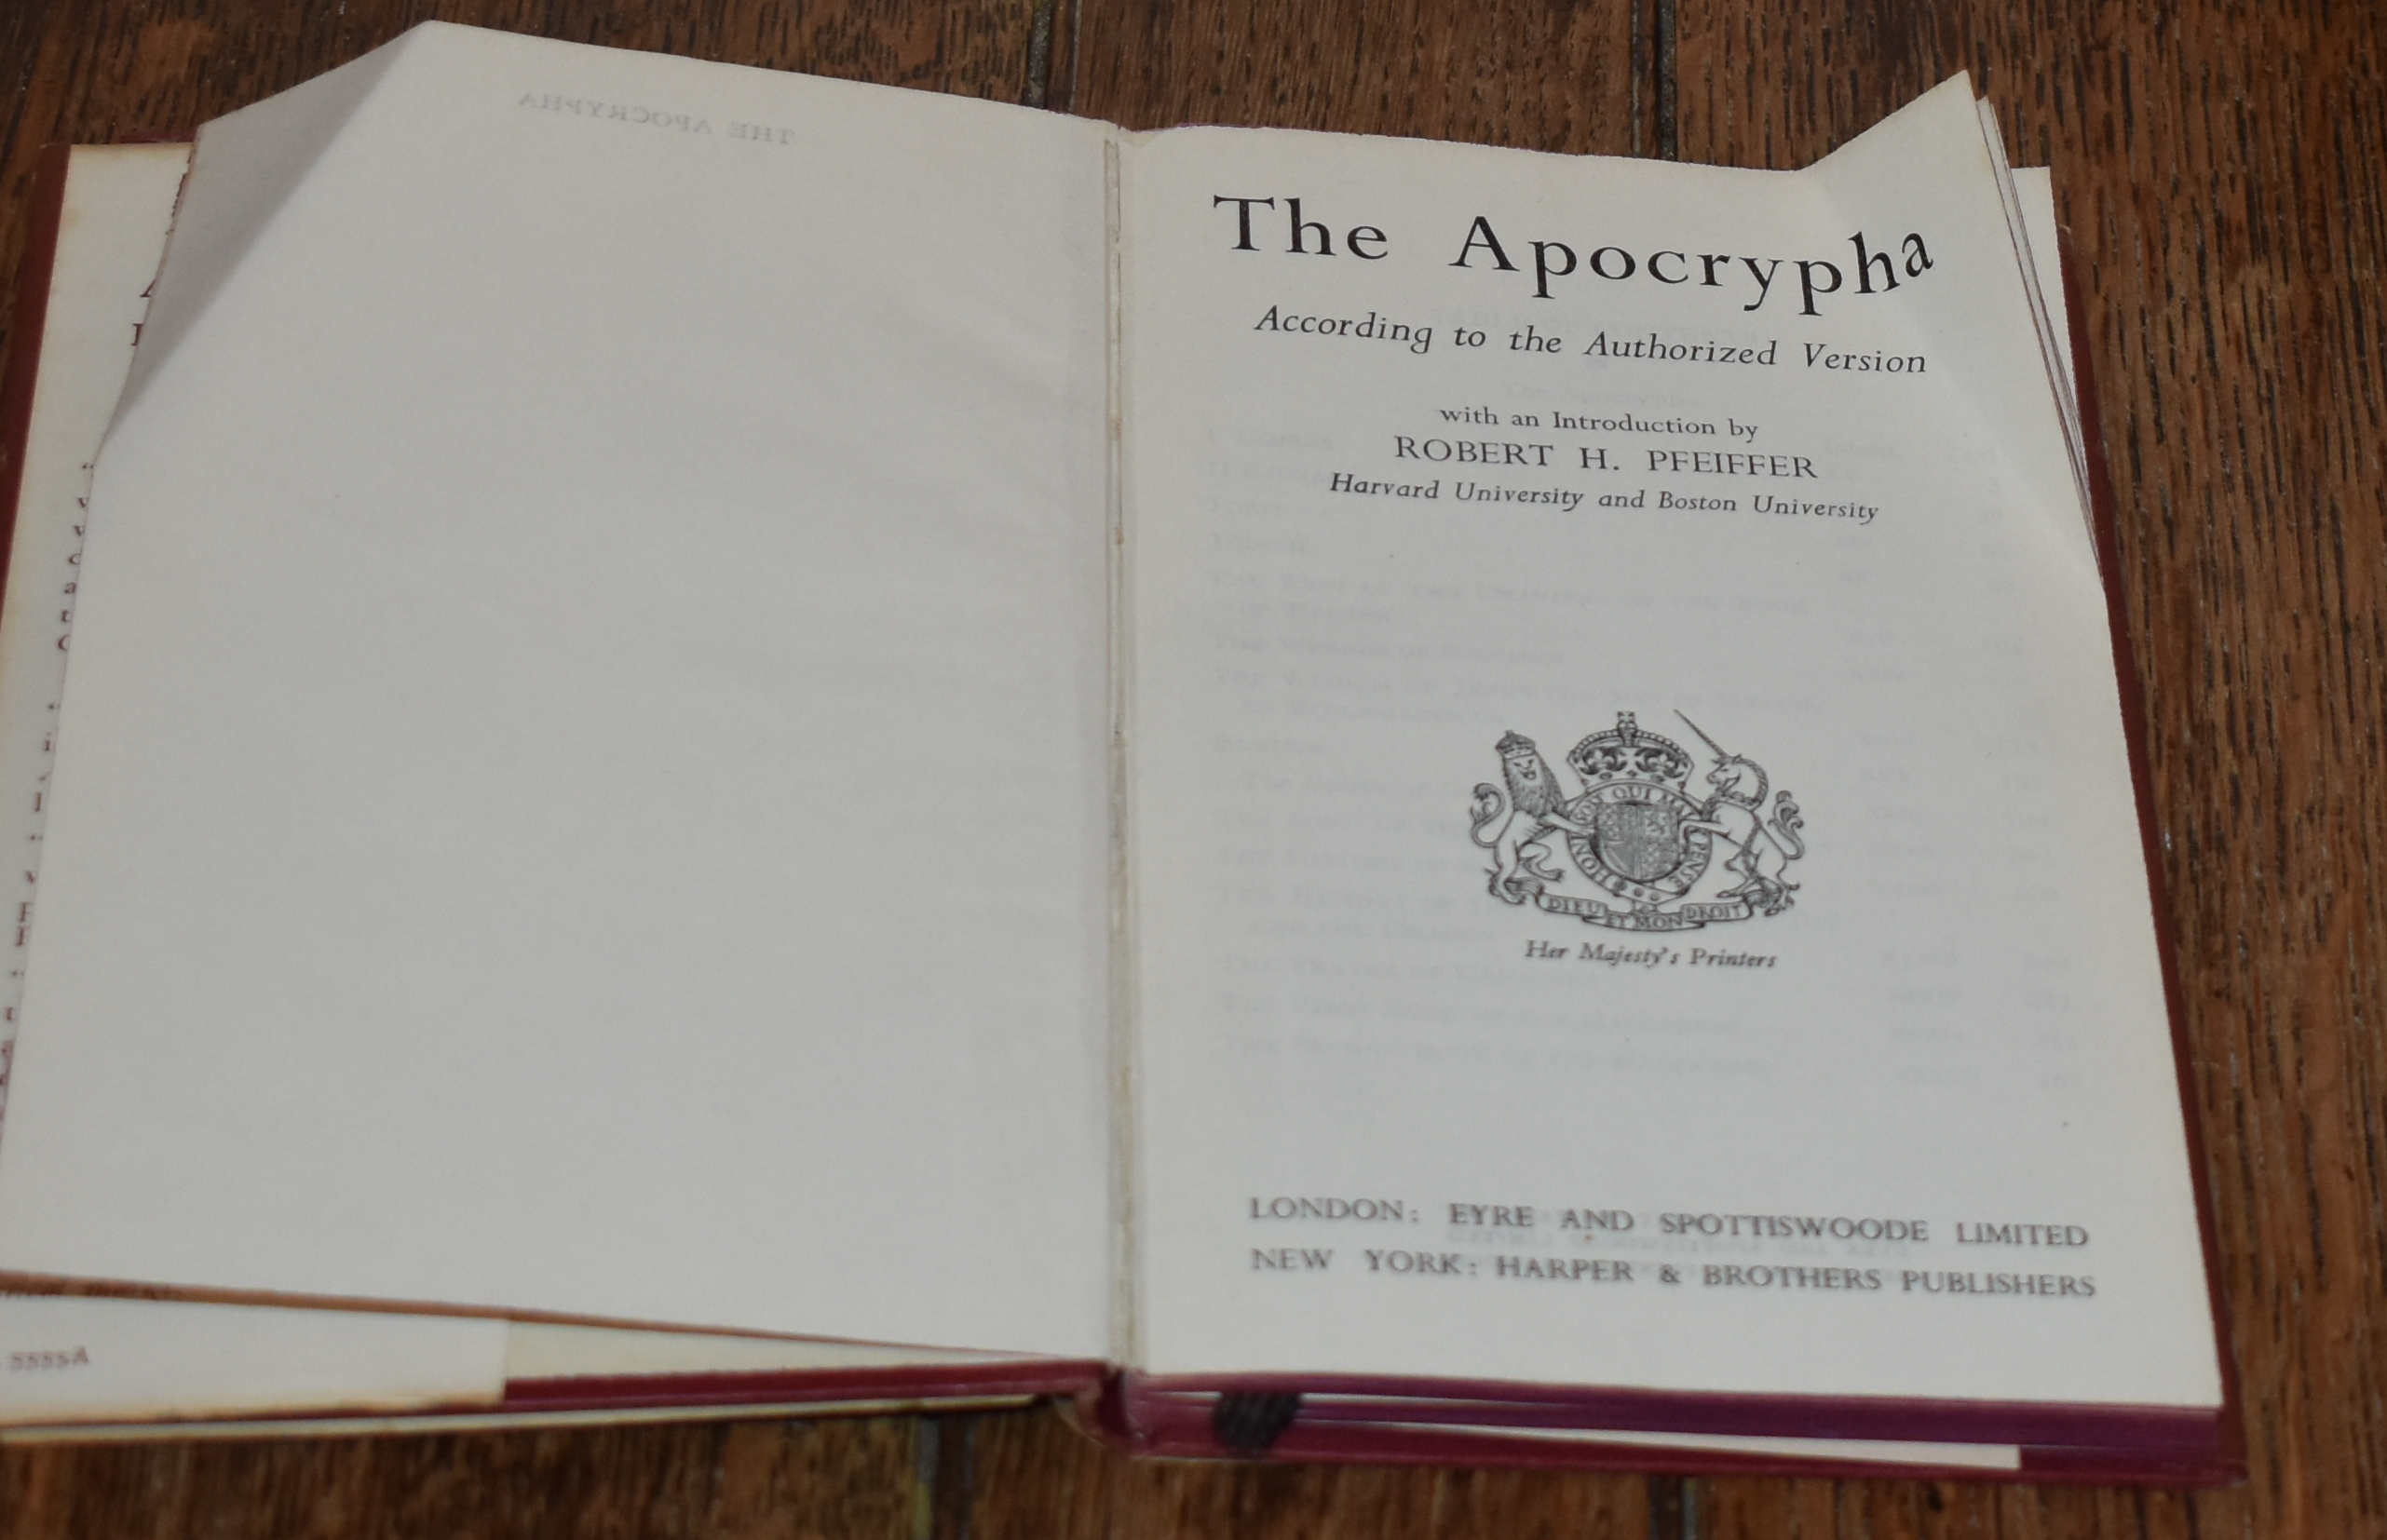 THE APOCRYPHA
The Apocrypha
According to the Authorized Version
with an Introduction by
ROBERT H. PFEIFFER
Harvard University and Boston University
HONI SOIT QUI MAL Y PENSE
DIEU ET MON DROIT
Her Majesty's Printers
LONDON: EYRE AND SPOTTISWOODE LIMITED
NEW YORK: HARPER & BROTHERS PUBLISHERS
5555A